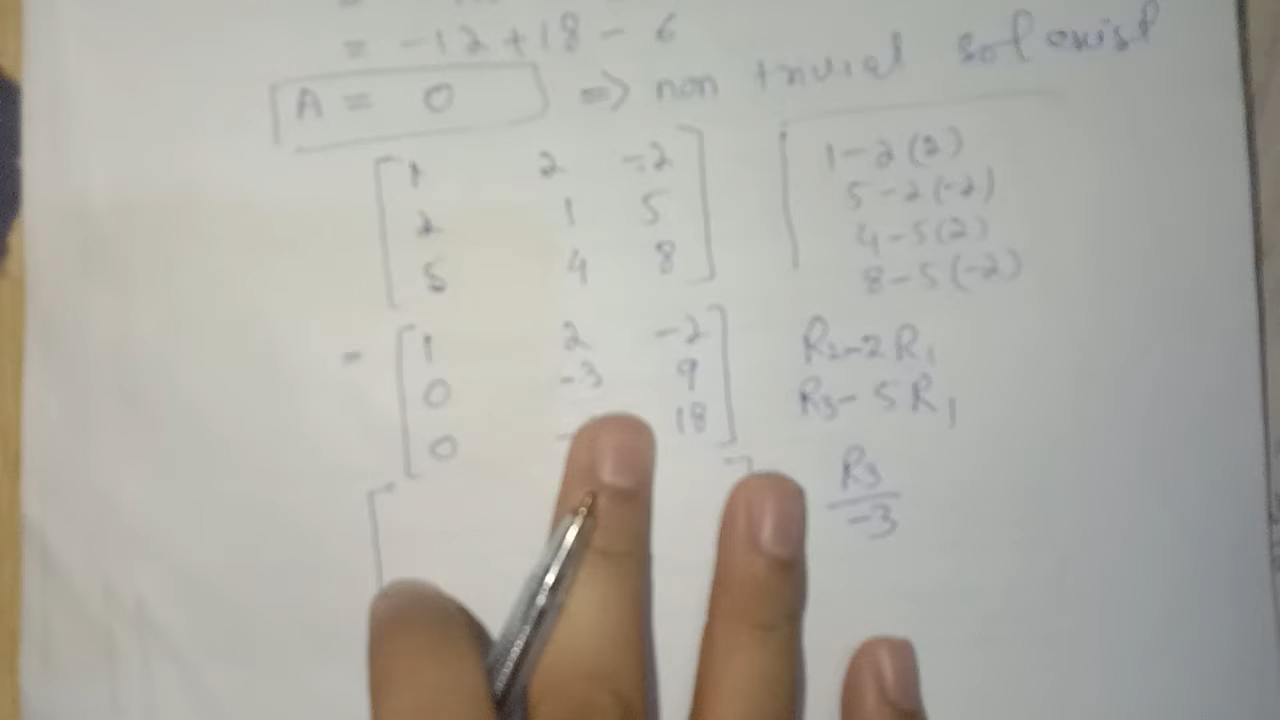 = -12 + 18 - 6
A = 0 => non trivial sol exist
1 2 -2
2 1 5
5 4 8
1-2(2)
5-2(-2)
4-5(2)
8-5(-2)
= 1 2 -2
0 -3 9 R2-2R1
0 18 R3-5R1
R3
-3